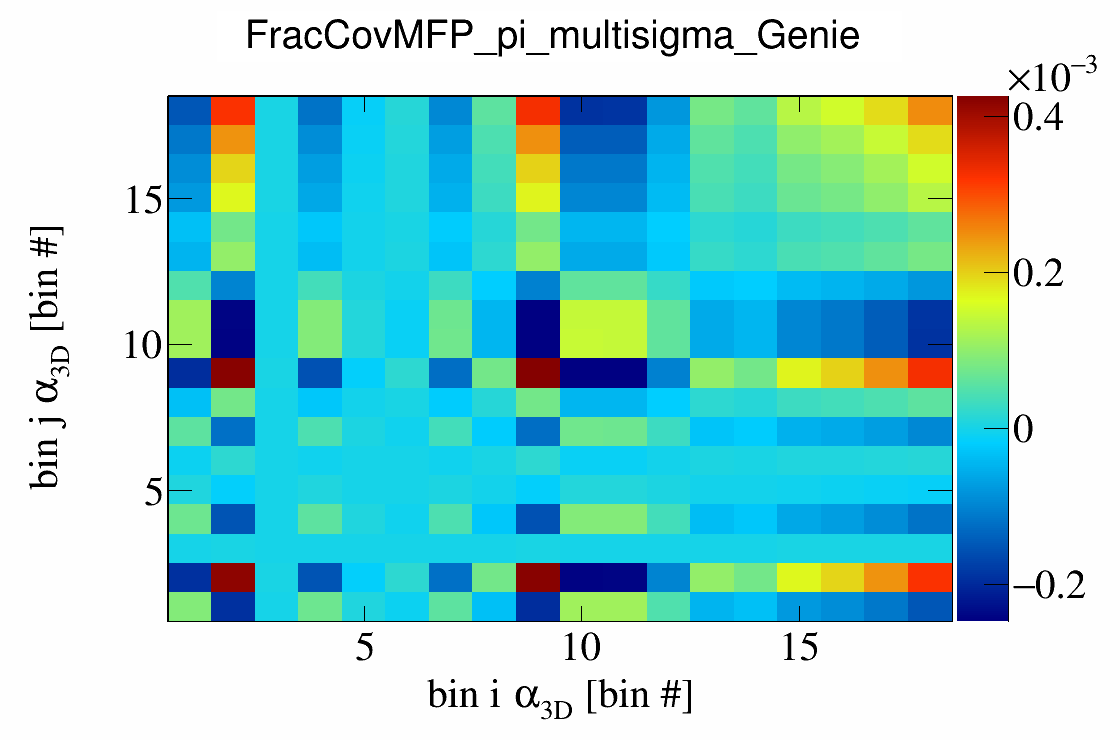 FracCovMFP_pi_multisigma_Genie
×10⁻³
0.4
0.2
0
−0.2
15
10
5
bin j α3D [bin #]
5 10 15
bin i α3D [bin #]